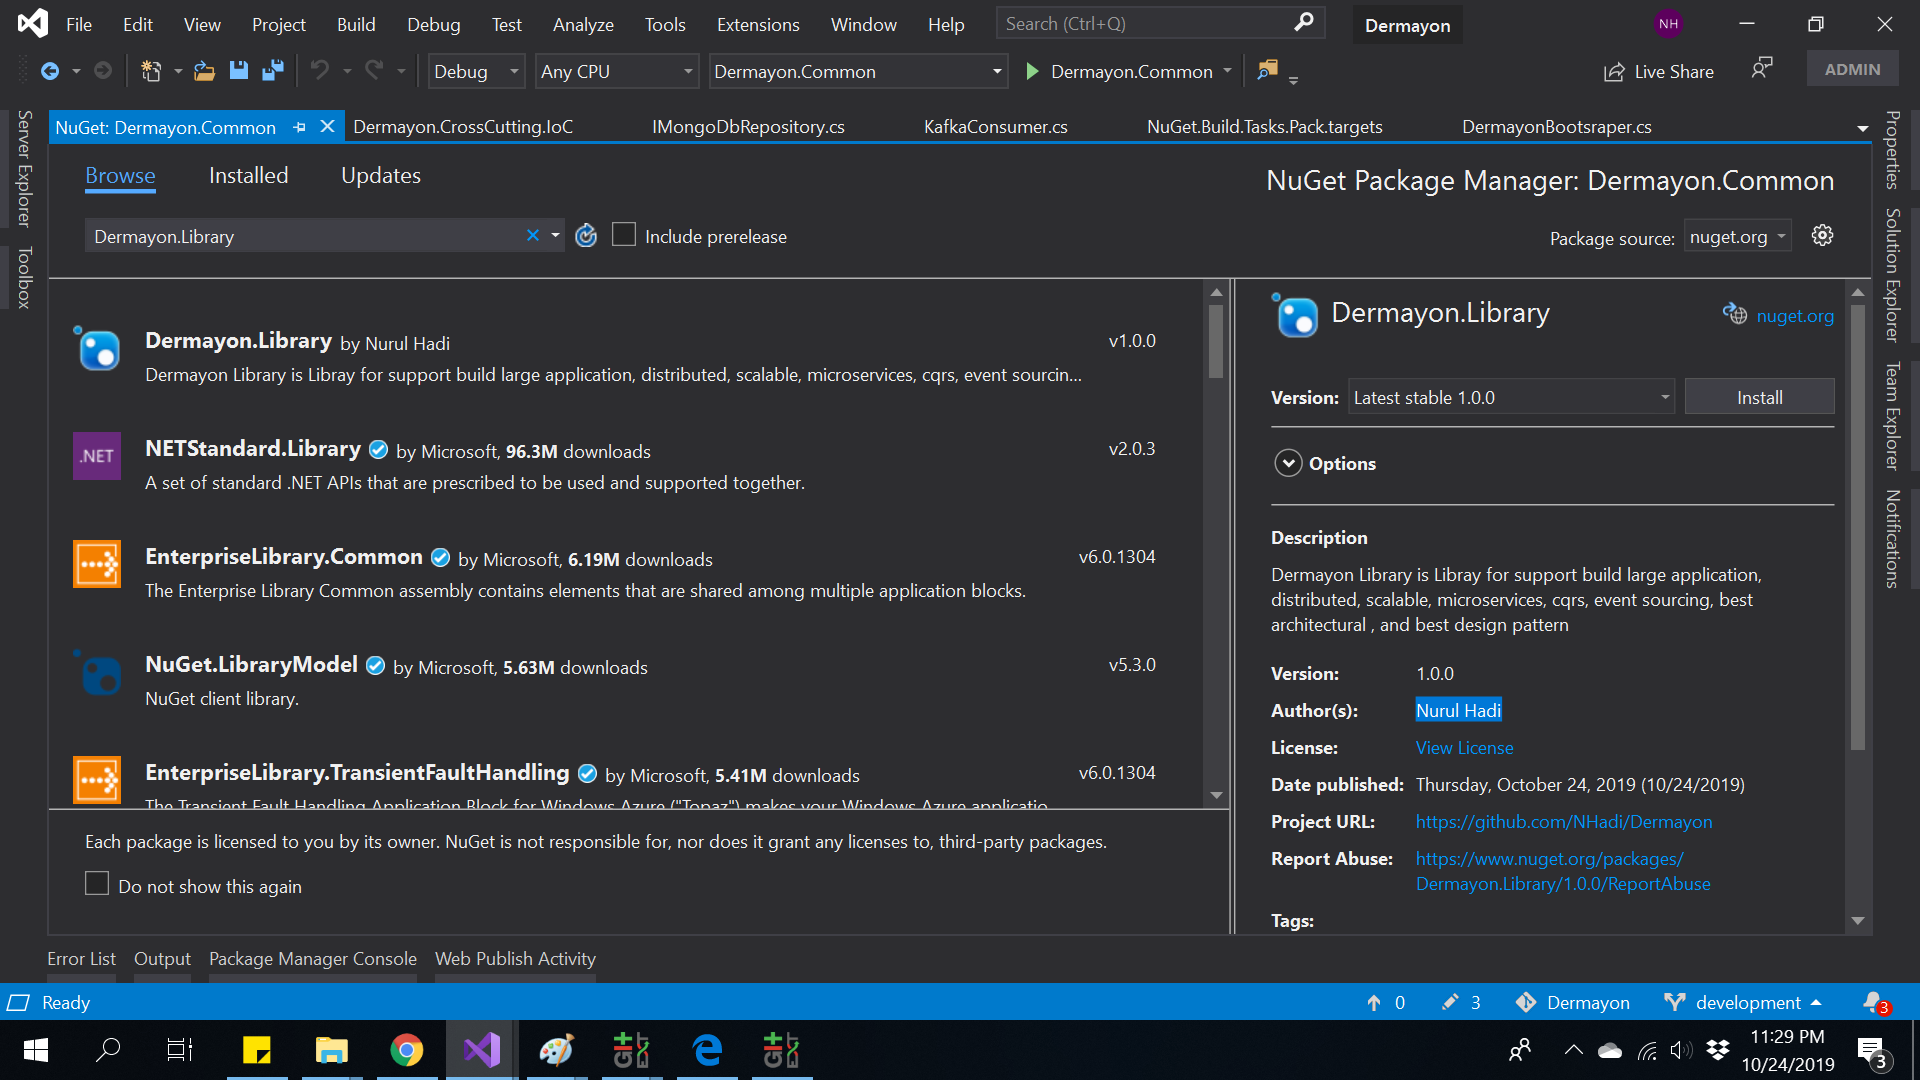 File Edit View Project Build Debug Test Analyze Tools Extensions Window Help Search (Ctrl+Q) Dermayon NH
Debug Any CPU Dermayon.Common Dermayon.Common Live Share ADMIN
NuGet: Dermayon.Common Dermayon.CrossCutting.IoC IMongoDbRepository.cs KafkaConsumer.cs NuGet.Build.Tasks.Pack.targets DermayonBootsraper.cs
Server Explorer
Toolbox
Browse Installed Updates
NuGet Package Manager: Dermayon.Common
Dermayon.Library Include prerelease
Package source: nuget.org
Dermayon.Library by Nurul Hadi v1.0.0
Dermayon Library is Libray for support build large application, distributed, scalable, microservices, cqrs, event sourcin...
.NET
NETStandard.Library by Microsoft, 96.3M downloads v2.0.3
A set of standard .NET APIs that are prescribed to be used and supported together.
EnterpriseLibrary.Common by Microsoft, 6.19M downloads v6.0.1304
The Enterprise Library Common assembly contains elements that are shared among multiple application blocks.
NuGet.LibraryModel by Microsoft, 5.63M downloads v5.3.0
NuGet client library.
EnterpriseLibrary.TransientFaultHandling by Microsoft, 5.41M downloads v6.0.1304
The Transient Fault Handling Application Block for Windows Azure ("Topaz") makes your Windows Azure applicatio
Each package is licensed to you by its owner. NuGet is not responsible for, nor does it grant any licenses to, third-party packages.
Do not show this again
Dermayon.Library nuget.org
Version: Latest stable 1.0.0 Install
Options
Description
Dermayon Library is Libray for support build large application,
distributed, scalable, microservices, cqrs, event sourcing, best
architectural , and best design pattern
Version: 1.0.0
Author(s): Nurul Hadi
License: View License
Date published: Thursday, October 24, 2019 (10/24/2019)
Project URL: https://github.com/NHadi/Dermayon
Report Abuse: https://www.nuget.org/packages/
Dermayon.Library/1.0.0/ReportAbuse
Tags:
Properties
Solution Explorer
Team Explorer
Notifications
Error List Output Package Manager Console Web Publish Activity
Ready 0 3 Dermayon development 3
11:29 PM
10/24/2019
3